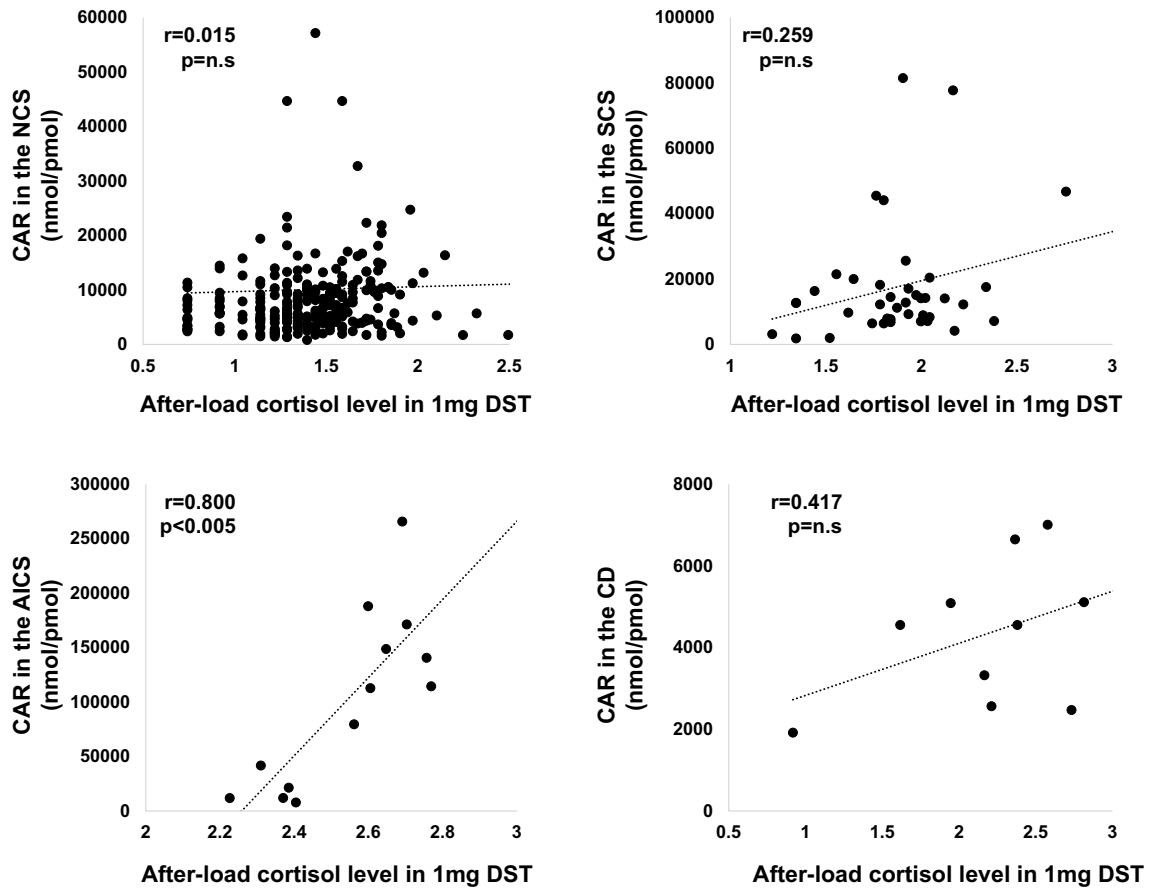 60000
50000
40000
30000
20000
10000
0
r=0.015
p=n.s
CAR in the NCS
(nmol/pmol)
0.5 1 1.5 2 2.5
After-load cortisol level in 1mg DST
100000
80000
60000
40000
20000
0
r=0.259
p=n.s
CAR in the SCS
(nmol/pmol)
1 1.5 2 2.5 3
After-load cortisol level in 1mg DST
300000
250000
200000
150000
100000
50000
0
r=0.800
p<0.005
CAR in the AICS
(nmol/pmol)
2 2.2 2.4 2.6 2.8 3
After-load cortisol level in 1mg DST
8000
6000
4000
2000
0
r=0.417
p=n.s
CAR in the CD
(nmol/pmol)
0.5 1 1.5 2 2.5 3
After-load cortisol level in 1mg DST